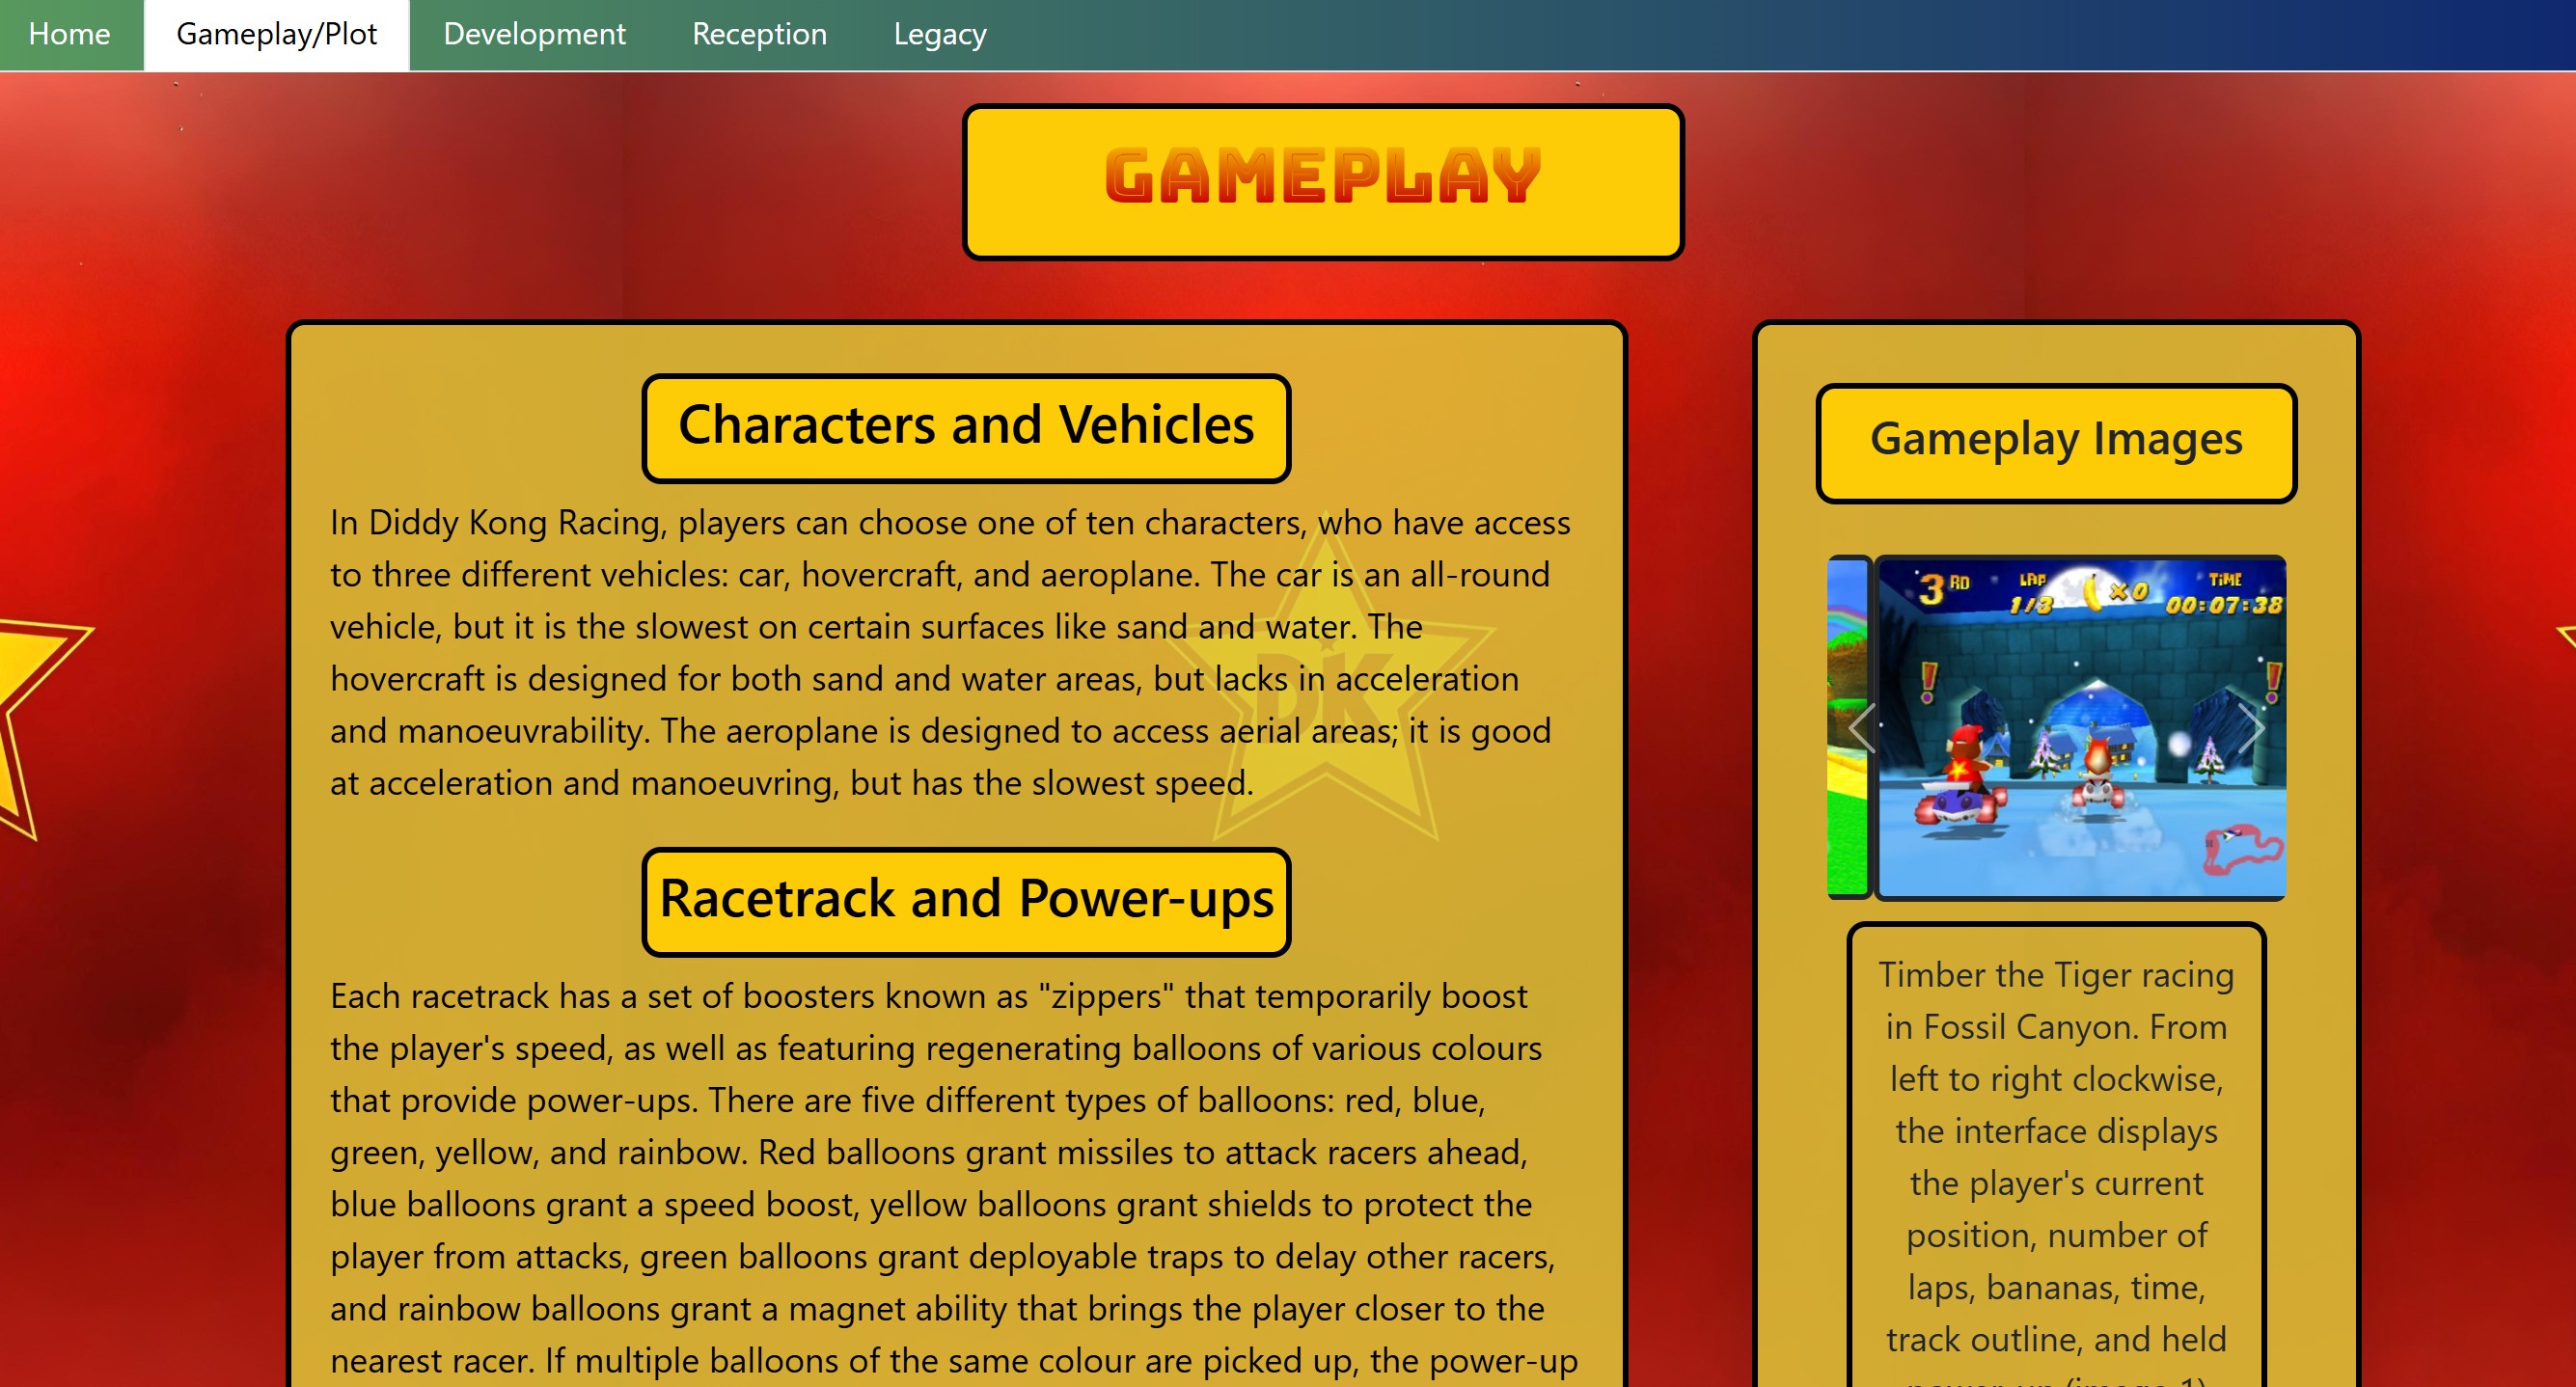 Home
Gameplay/Plot
Development
Reception
Legacy
GAMEPLAY
Characters and Vehicles
In Diddy Kong Racing, players can choose one of ten characters, who have access
to three different vehicles: car, hovercraft, and aeroplane. The car is an all-round
vehicle, but it is the slowest on certain surfaces like sand and water. The
hovercraft is designed for both sand and water areas, but lacks in acceleration
and manoeuvrability. The aeroplane is designed to access aerial areas; it is good
at acceleration and manoeuvring, but has the slowest speed.
DK
Racetrack and Power-ups
Each racetrack has a set of boosters known as "zippers" that temporarily boost
the player's speed, as well as featuring regenerating balloons of various colours
that provide power-ups. There are five different types of balloons: red, blue,
green, yellow, and rainbow. Red balloons grant missiles to attack racers ahead,
blue balloons grant a speed boost, yellow balloons grant shields to protect the
player from attacks, green balloons grant deployable traps to delay other racers,
and rainbow balloons grant a magnet ability that brings the player closer to the
nearest racer. If multiple balloons of the same colour are picked up, the power-up
Gameplay Images
3RD
LAP
1/3
×0
TIME
00:07:38
Timber the Tiger racing
in Fossil Canyon. From
left to right clockwise,
the interface displays
the player's current
position, number of
laps, bananas, time,
track outline, and held
power-up (image 1)